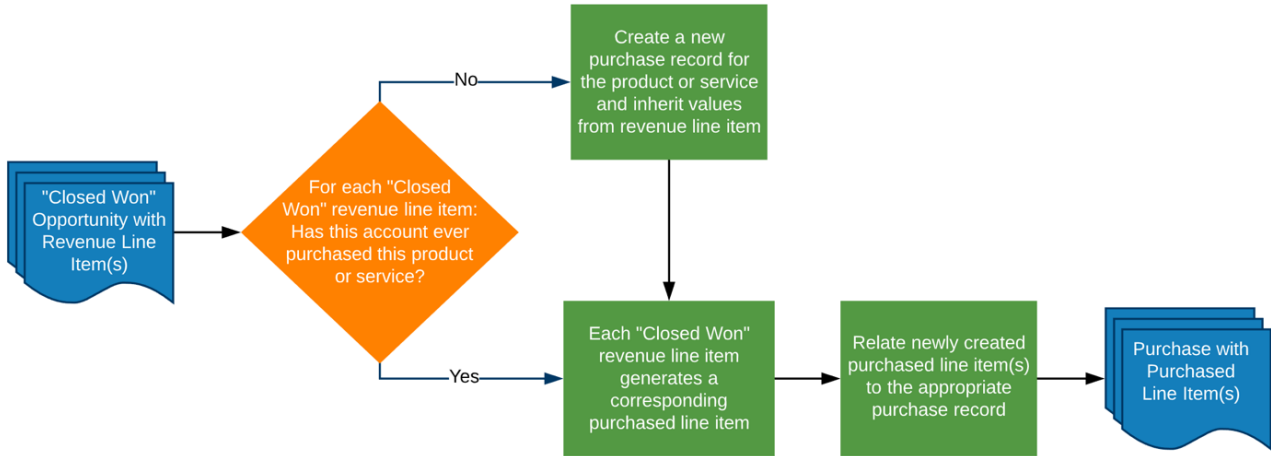 "Closed Won"
Opportunity with
Revenue Line
Item(s)
For each "Closed
Won" revenue line item:
Has this account ever
purchased this product
or service?
No
Create a new
purchase record for
the product or service
and inherit values
from revenue line item
Yes
Each "Closed Won"
revenue line item
generates a
corresponding
purchased line item
Relate newly created
purchased line item(s)
to the appropriate
purchase record
Purchase with
Purchased
Line Item(s)